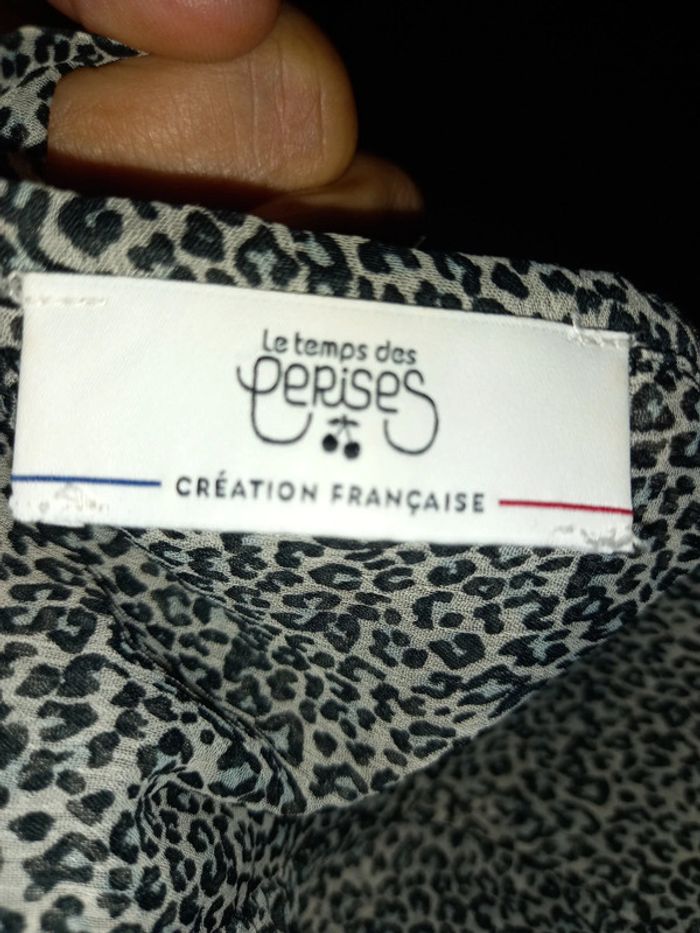 Le temps des
CERiSES
CRÉATION FRANÇAISE